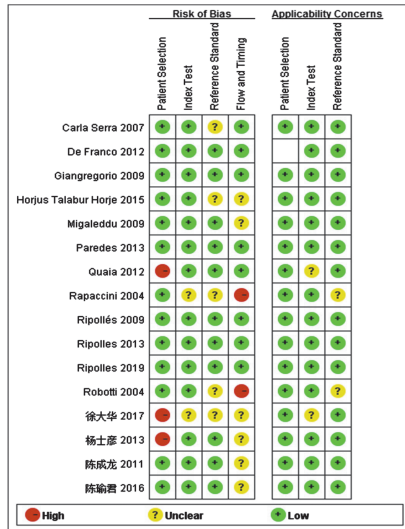 Risk of Bias
Applicability Concerns
Patient Selection
Index Test
Reference Standard
Flow and Timing
Patient Selection
Index Test
Reference Standard
Carla Serra 2007
De Franco 2012
Giangregorio 2009
Horjus Talabur Horje 2015
Migaleddu 2009
Paredes 2013
Quaia 2012
Rapaccini 2004
Ripollés 2009
Ripolles 2013
Ripolles 2019
Robotti 2004
徐大华 2017
杨士彦 2013
陈成龙 2011
陈瑜君 2016
High
Unclear
Low